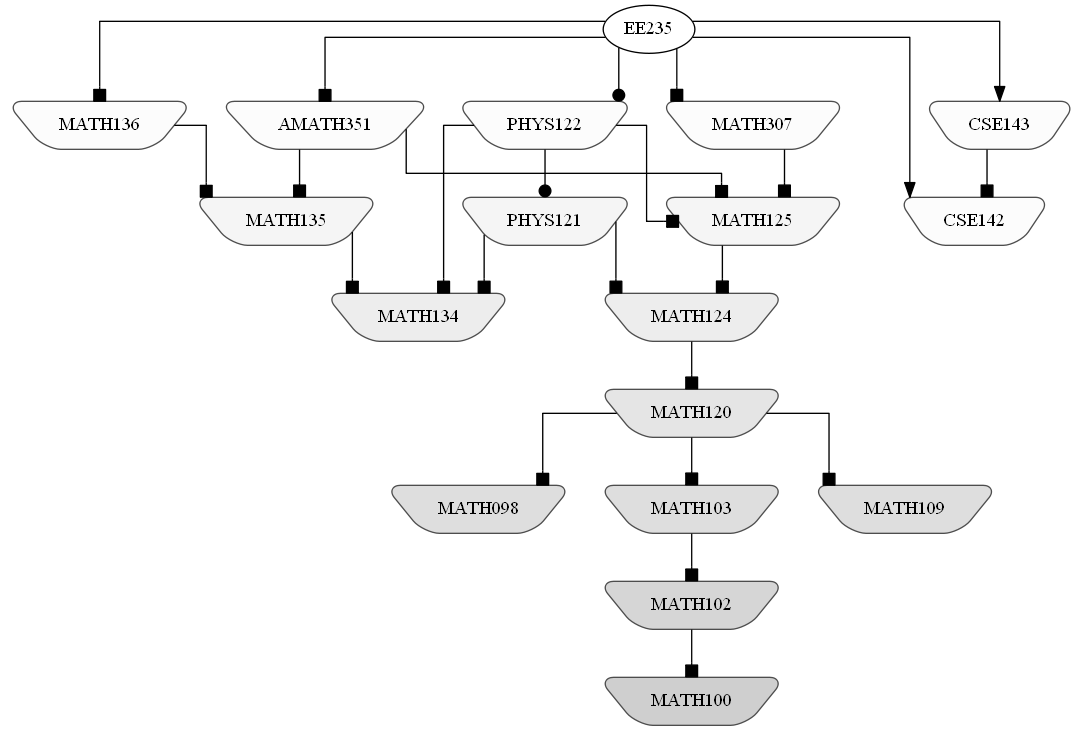 EE235
MATH136
AMATH351
PHYS122
MATH307
CSE143
MATH135
PHYS121
MATH125
CSE142
MATH134
MATH124
MATH120
MATH098
MATH103
MATH109
MATH102
MATH100